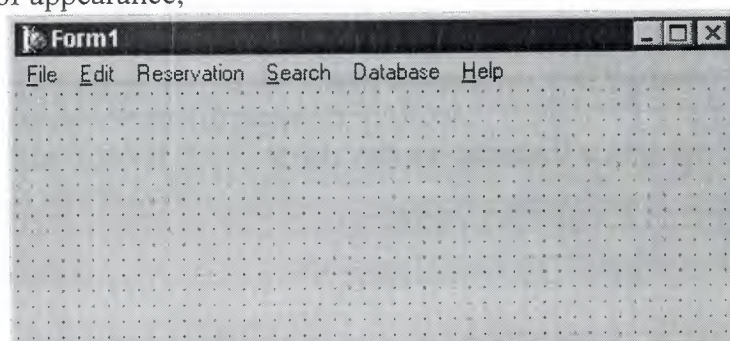 of appearance,
Form1
File Edit Reservation Search Database Help